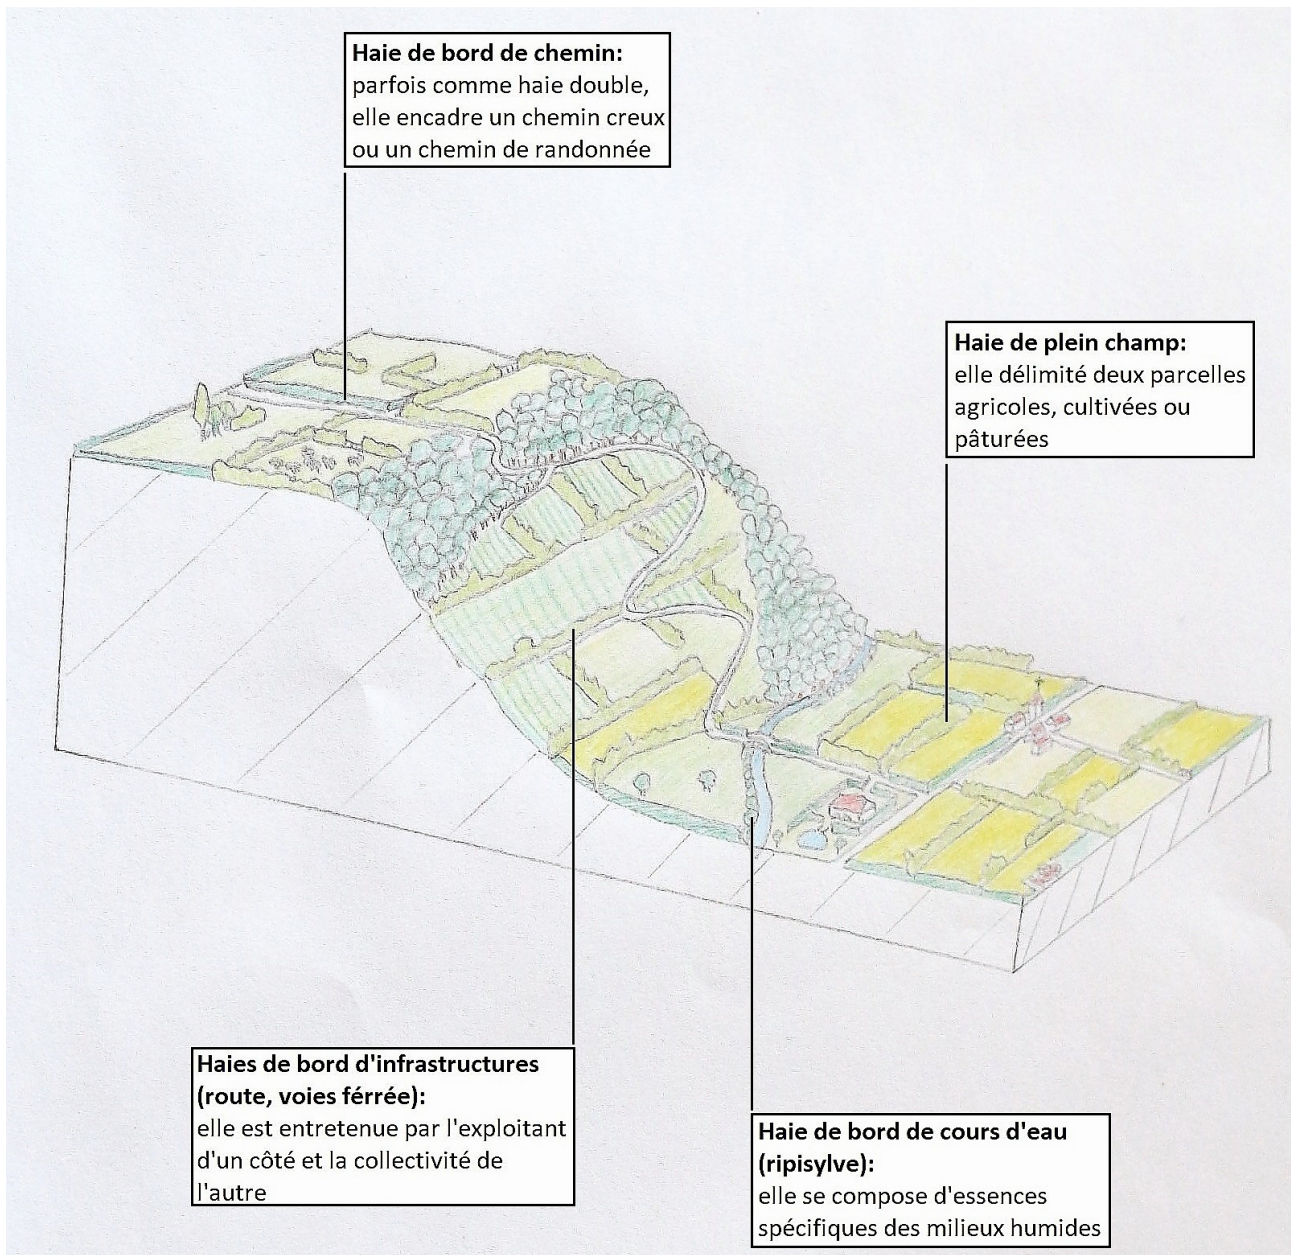 Haie de bord de chemin:
parfois comme haie double,
elle encadre un chemin creux
ou un chemin de randonnée
Haie de plein champ:
elle délimité deux parcelles
agricoles, cultivées ou
pâturées
Haies de bord d'infrastructures
(route, voies férrée):
elle est entretenue par l'exploitant
d'un côté et la collectivité de
l'autre
Haie de bord de cours d'eau
(ripisylve):
elle se compose d'essences
spécifiques des milieux humides